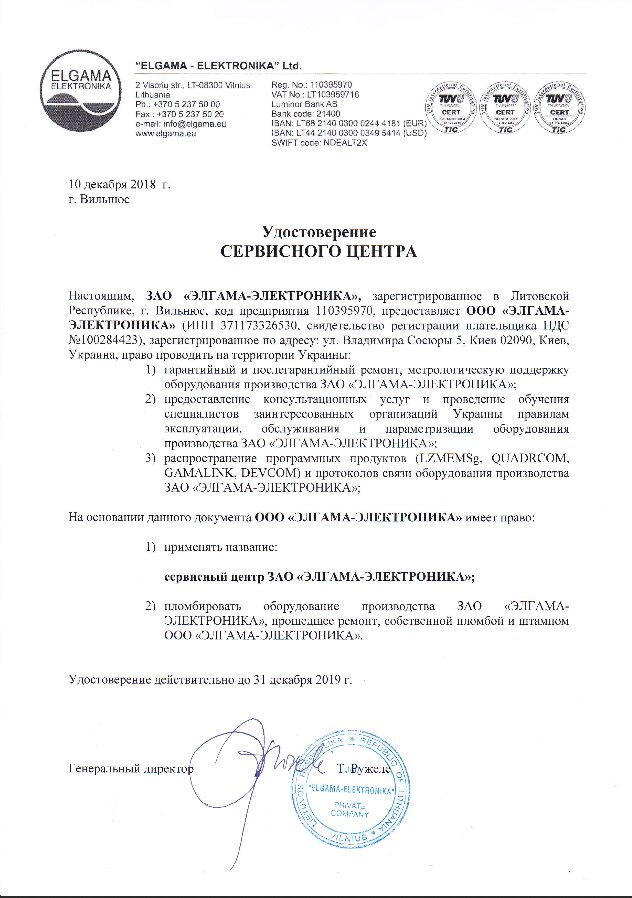 ELGAMA
ELEKTRONIKA
“ELGAMA - ELEKTRONIKA” Ltd.
2 Visorių str., LT-08300 Vilnius
Lithuania
Ph.: +370 5 237 50 00
Fax.: +370 5 237 50 20
e-mail: info@elgama.eu
www.elgama.eu
Reg. No.: 110395970
VAT No.: LT103959716
Luminor Bank AS
Bank code: 21400
IBAN: LT68 2140 0300 0244 4181 (EUR)
IBAN: LT44 2140 0300 0349 5414 (USD)
SWIFT code: NDEALT2X
TÜV CERT TIC
TÜV CERT TIC
TÜV CERT TIC
10 декабря 2018 г.
г. Вильнюс
Удостоверение
СЕРВИСНОГО ЦЕНТРА
Настоящим, ЗАО «ЭЛГАМА-ЭЛЕКТРОНИКА», зарегистрированное в Литовской
Республике, г. Вильнюс, код предприятия 110395970, предоставляет ООО «ЭЛГАМА-
ЭЛЕКТРОНИКА» (ИНН 371173326530, свидетельство регистрации плательщика НДС
№100284423), зарегистрированное по адресу: ул. Владимира Сосюры 5, Киев 02090, Киев,
Украина, право проводить на территории Украины:
1) гарантийный и послегарантийный ремонт, метрологическую поддержку
оборудования производства ЗАО «ЭЛГАМА-ЭЛЕКТРОНИКА»;
2) предоставление консультационных услуг и проведение обучения
специалистов заинтересованных организаций Украины правилам
эксплуатации, обслуживания и параметризации оборудования
производства ЗАО «ЭЛГАМА-ЭЛЕКТРОНИКА»;
3) распространение программных продуктов (LZMEMSg, QUADRCOM,
GAMALINK, DEVCOM) и протоколов связи оборудования производства
ЗАО «ЭЛГАМА-ЭЛЕКТРОНИКА»;
На основании данного документа ООО «ЭЛГАМА-ЭЛЕКТРОНИКА» имеет право:
1) применять название:
сервисный центр ЗАО «ЭЛГАМА-ЭЛЕКТРОНИКА»;
2) пломбировать оборудование производства ЗАО «ЭЛГАМА-
ЭЛЕКТРОНИКА», прошедшее ремонт, собственной пломбой и штампом
ООО «ЭЛГАМА-ЭЛЕКТРОНИКА».
Удостоверение действительно до 31 декабря 2019 г.
Генеральный директор Т. Ружеле
LIETUVOS RESPUBLIKA * REPUBLIC OF LITHUANIA
"ELGAMA-ELEKTRONIKA"
PRIVATE
COMPANY
* VILNIUS *